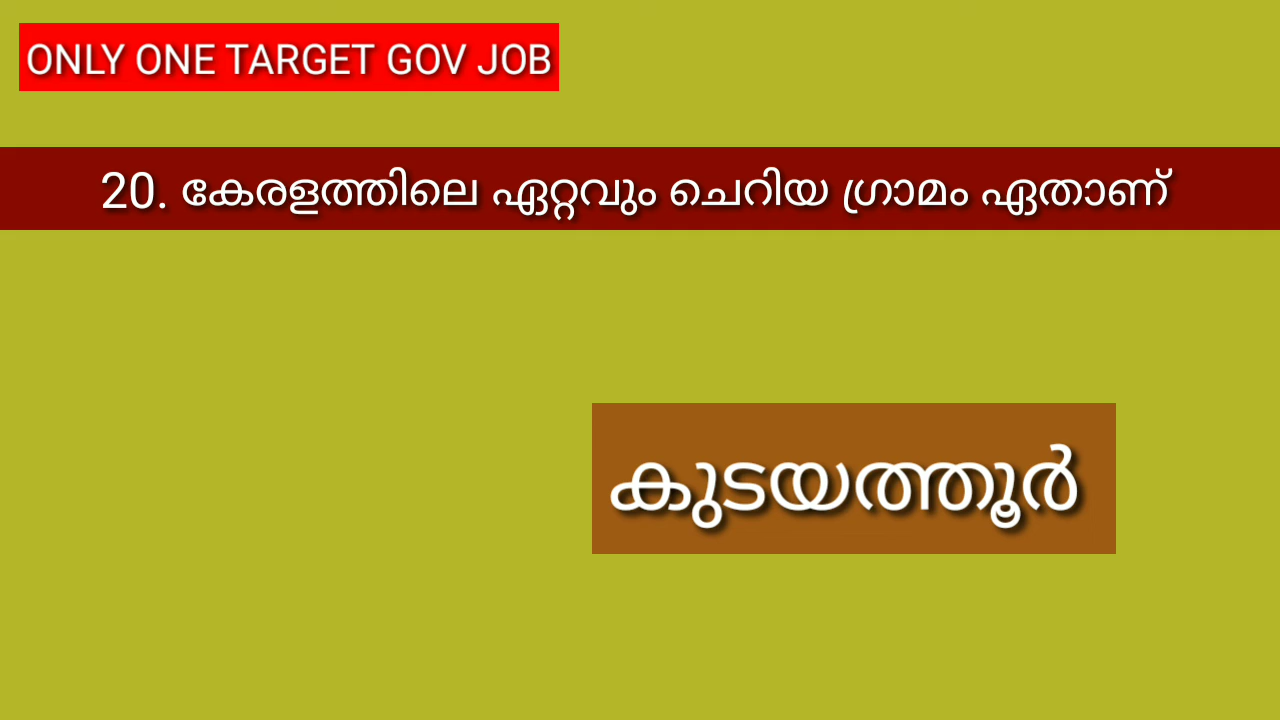 ONLY ONE TARGET GOV JOB
20. കേരളത്തിലെ ഏറ്റവും ചെറിയ ഗ്രാമം ഏതാണ്
കുടയത്തൂർ